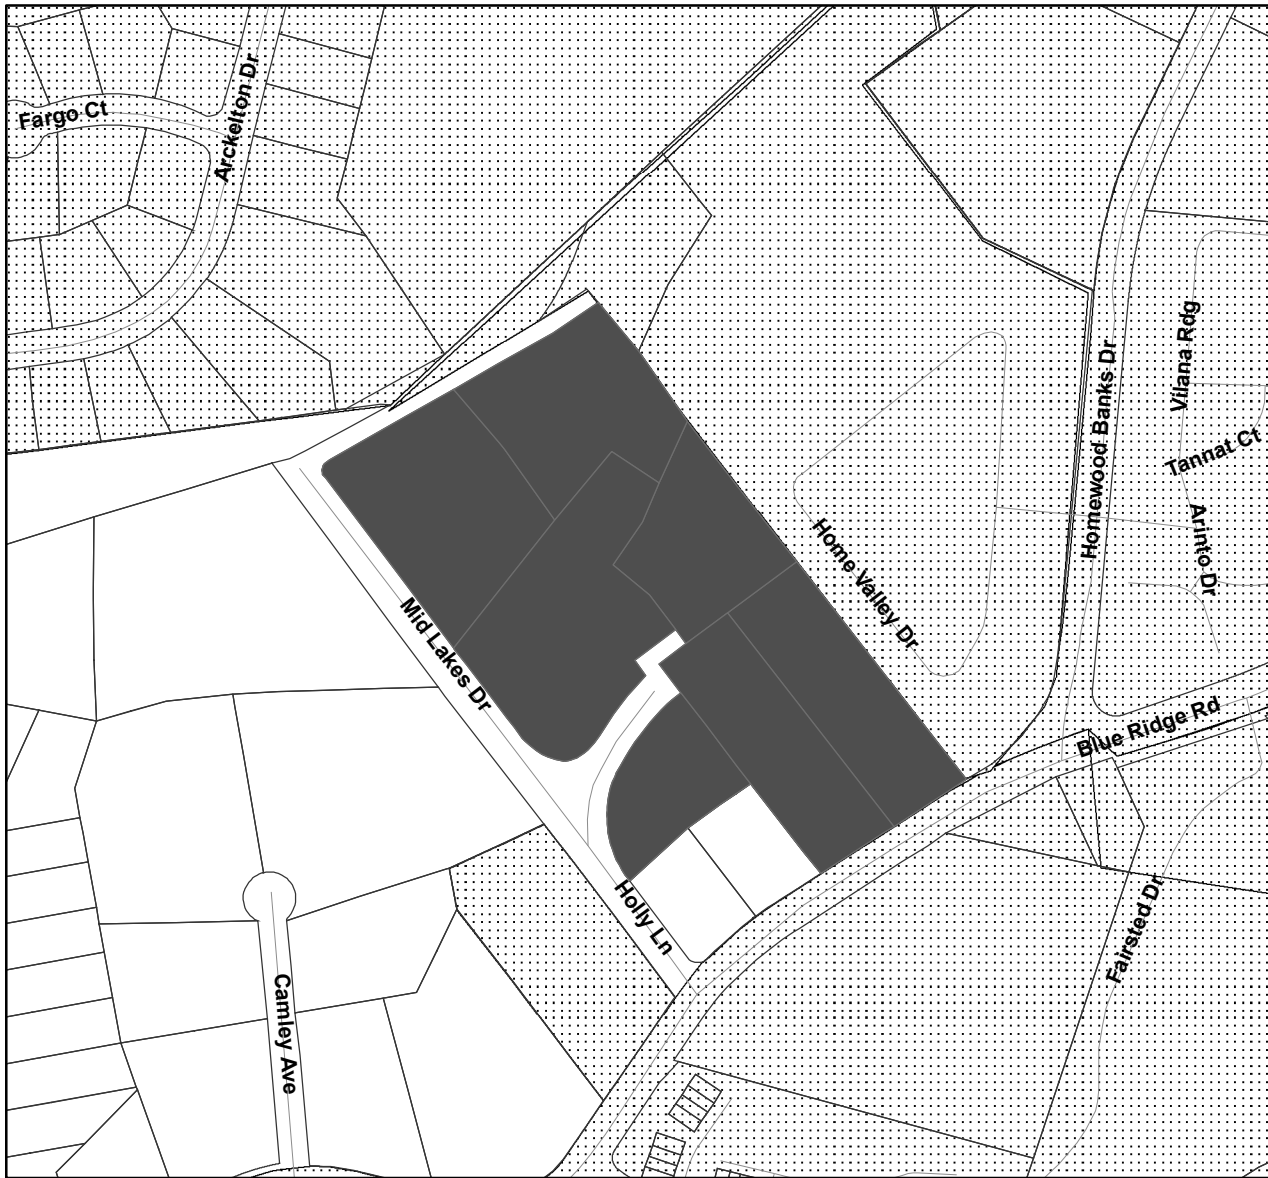 Fargo Ct
Arckelton Dr
Vilana Rdg
Homewood Banks Dr
Tannat Ct
Arinto Dr
Home Valley Dr
Mid Lakes Dr
Blue Ridge Rd
Holly Ln
Fairsted Dr
Camley Ave